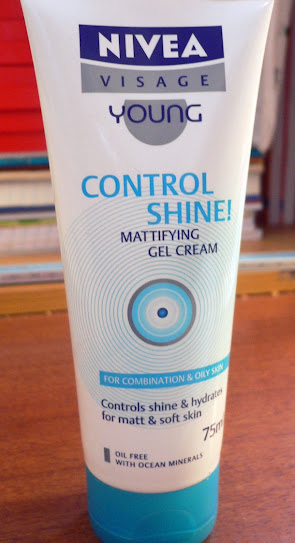 NIVEA
VISAGE
YOUNG
CONTROL
SHINE!
MATTIFYING
GEL CREAM
FOR COMBINATION & OILY SKIN
Controls shine & hydrates
for matt & soft skin
75m
OIL FREE
WITH OCEAN MINERALS